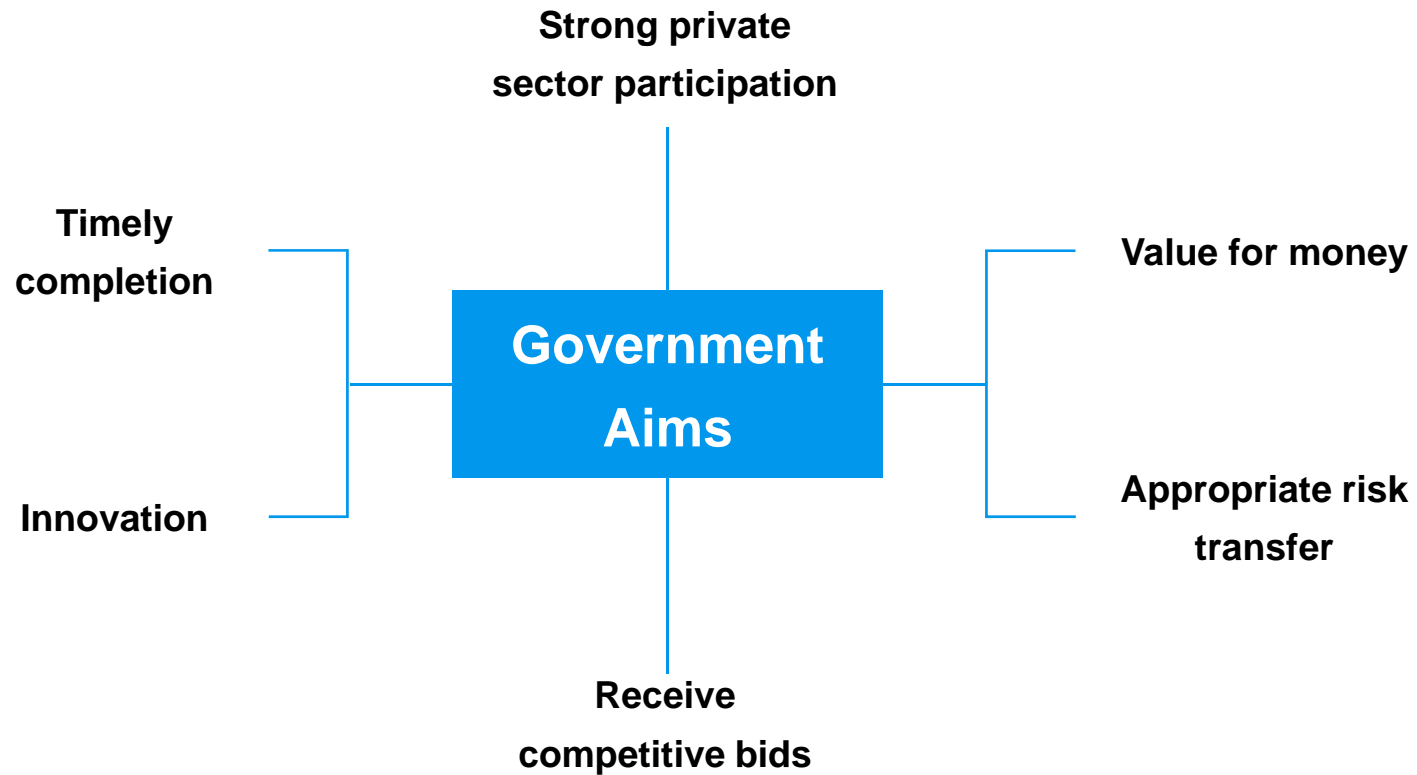 Strong private
sector participation
Timely
completion
Value for money
Government
Aims
Innovation
Appropriate risk
transfer
Receive
competitive bids